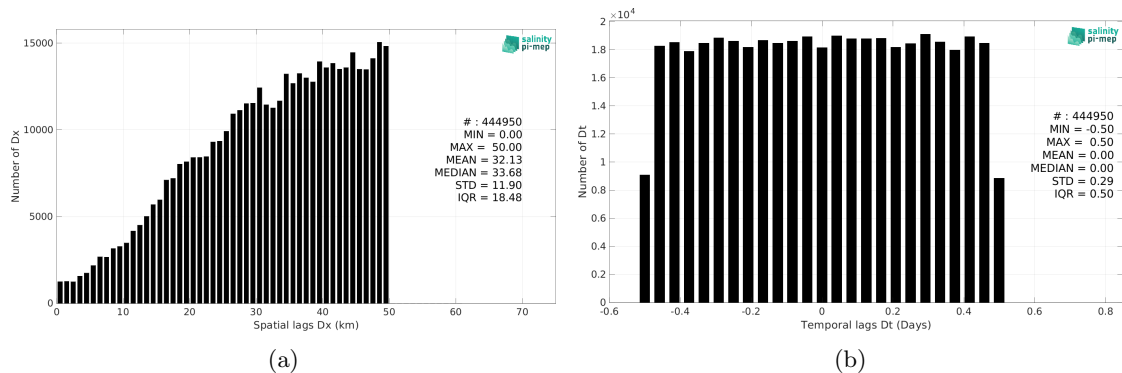 15000
10000
5000
0
Number of Dx
0 10 20 30 40 50 60 70
Spatial lags Dx (km)
salinity
pi-mep
# : 444950
MIN = 0.00
MAX = 50.00
MEAN = 32.13
MEDIAN = 33.68
STD = 11.90
IQR = 18.48
(a)
×10⁴
2
1.8
1.6
1.4
1.2
1
0.8
0.6
0.4
0.2
0
Number of Dt
-0.6 -0.4 -0.2 0 0.2 0.4 0.6 0.8
Temporal lags Dt (Days)
salinity
pi-mep
# : 444950
MIN = -0.50
MAX = 0.50
MEAN = 0.00
MEDIAN = 0.00
STD = 0.29
IQR = 0.50
(b)